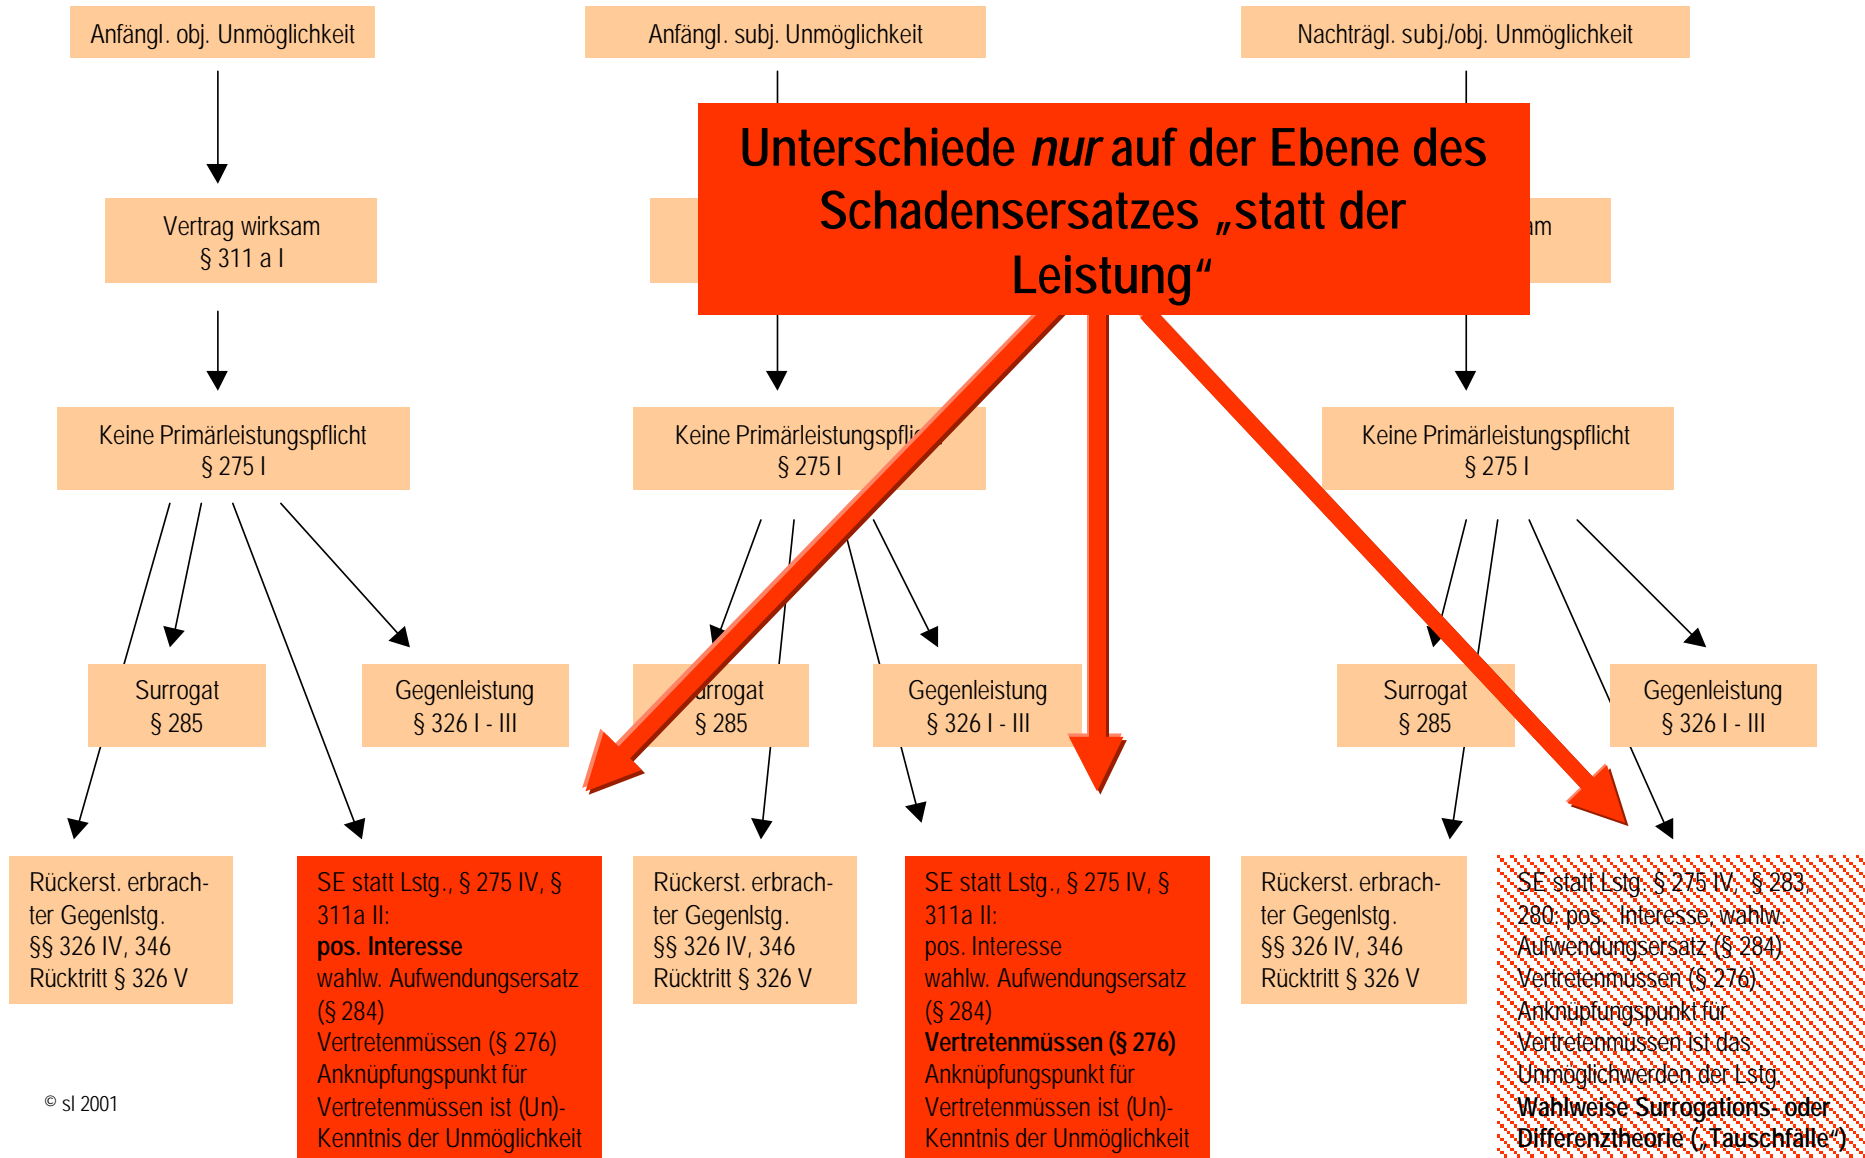 Anfängl. obj. Unmöglichkeit
Anfängl. subj. Unmöglichkeit
Nachträgl. subj./obj. Unmöglichkeit
Unterschiede nur auf der Ebene des
Schadensersatzes „statt der
Leistung“
Vertrag wirksam
§ 311 a I
am
Keine Primärleistungspflicht
§ 275 I
Keine Primärleistungspflicht
§ 275 I
Keine Primärleistungspflicht
§ 275 I
Surrogat
§ 285
Gegenleistung
§ 326 I - III
Surrogat
§ 285
Gegenleistung
§ 326 I - III
Surrogat
§ 285
Gegenleistung
§ 326 I - III
Rückerst. erbrach-
ter Gegenlstg.
§§ 326 IV, 346
Rücktritt § 326 V
SE statt Lstg., § 275 IV, §
311a II:
pos. Interesse
wahlw. Aufwendungsersatz
(§ 284)
Vertretenmüssen (§ 276)
Anknüpfungspunkt für
Vertretenmüssen ist (Un)-
Kenntnis der Unmöglichkeit
Rückerst. erbrach-
ter Gegenlstg.
§§ 326 IV, 346
Rücktritt § 326 V
SE statt Lstg., § 275 IV, §
311a II:
pos. Interesse
wahlw. Aufwendungsersatz
(§ 284)
Vertretenmüssen (§ 276)
Anknüpfungspunkt für
Vertretenmüssen ist (Un)-
Kenntnis der Unmöglichkeit
Rückerst. erbrach-
ter Gegenlstg.
§§ 326 IV, 346
Rücktritt § 326 V
SE statt Lstg. § 275 IV, § 283,
280: pos. Interesse wahlw.
Aufwendungsersatz (§ 284)
Vertretenmüssen (§ 276)
Anknüpfungspunkt für
Vertretenmüssen ist das
Unmöglichwerden der Lstg.
Wahlweise Surrogations- oder
Differenztheorie („Tauschfälle“)
© sl 2001